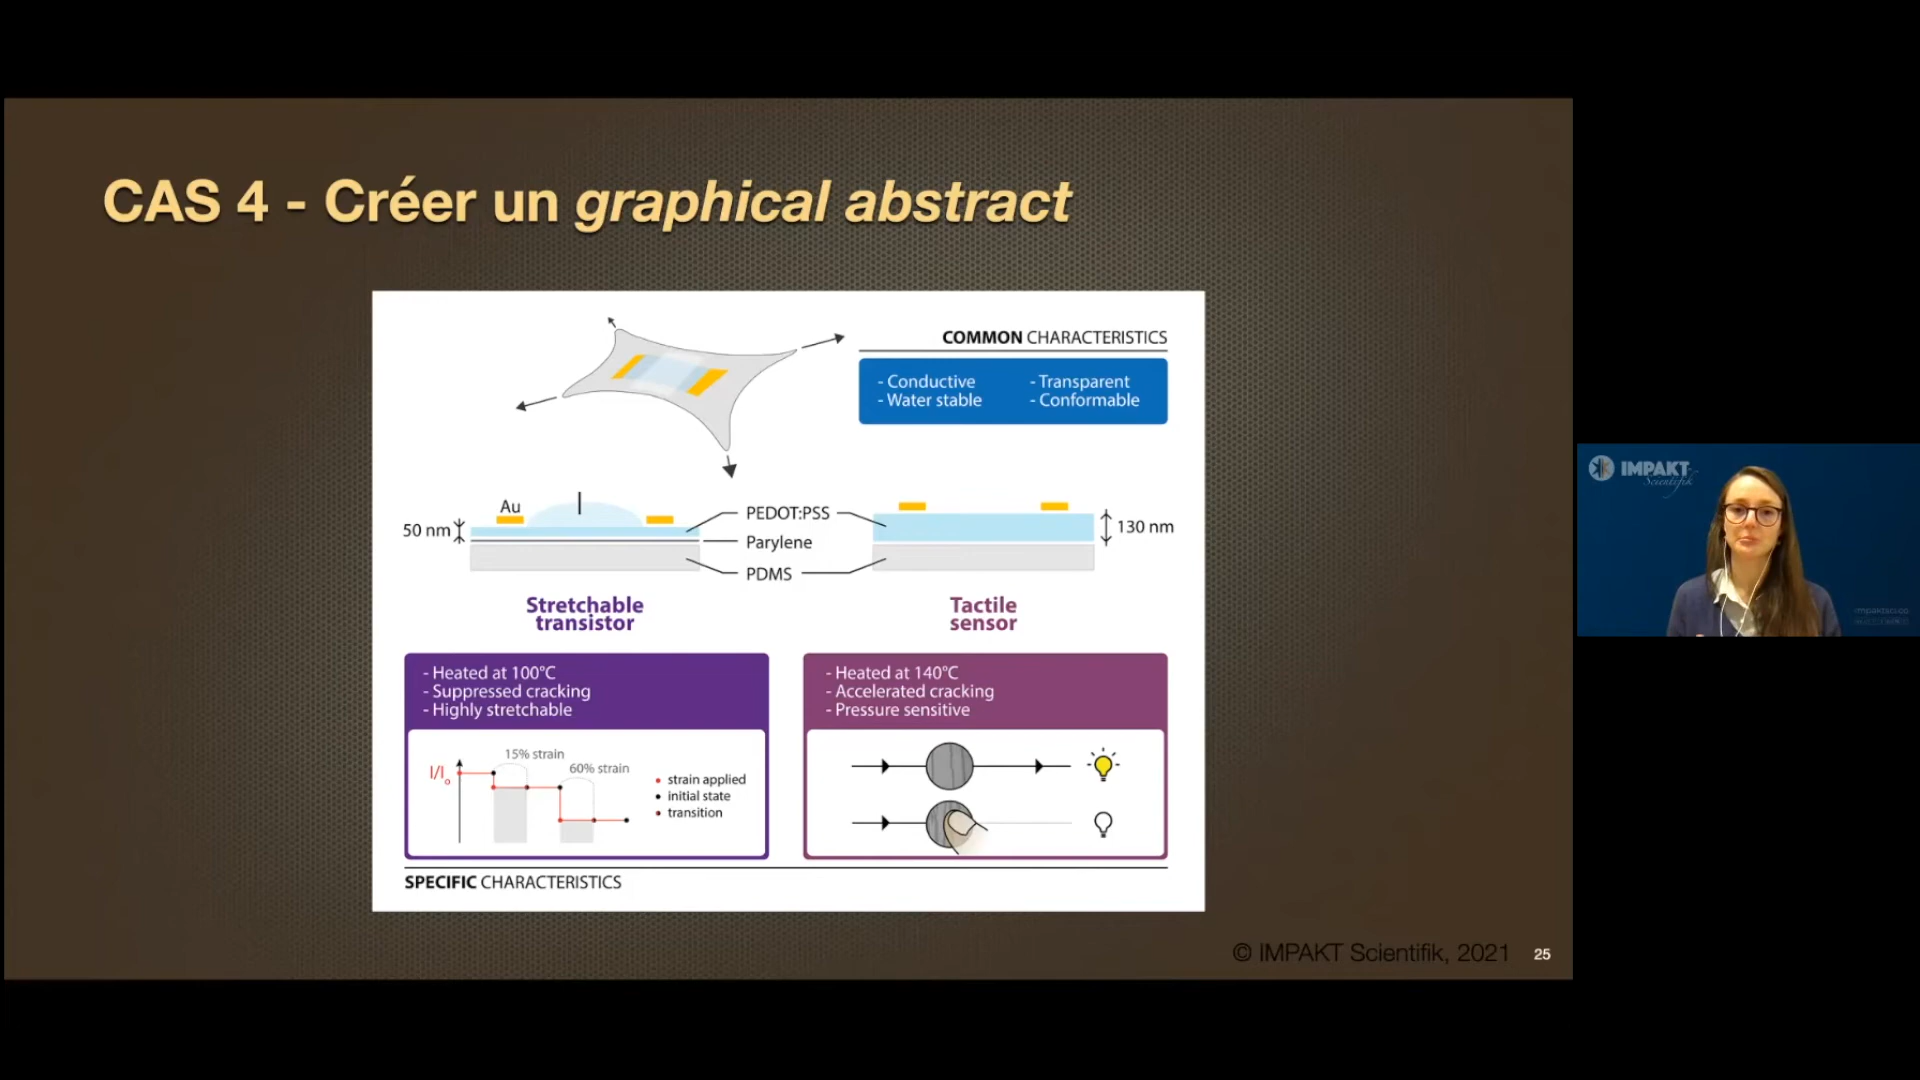 CAS 4 - Créer un graphical abstract
COMMON CHARACTERISTICS
- Conductive
- Water stable
- Transparent
- Conformable
Au
50 nm
PEDOT:PSS
Parylene
PDMS
130 nm
Stretchable
transistor
Tactile
sensor
- Heated at 100°C
- Suppressed cracking
- Highly stretchable
I/I₀
15% strain
60% strain
strain applied
initial state
transition
- Heated at 140°C
- Accelerated cracking
- Pressure sensitive
SPECIFIC CHARACTERISTICS
© IMPAKT Scientifik, 2021
25
IMPAKT
Scientifik